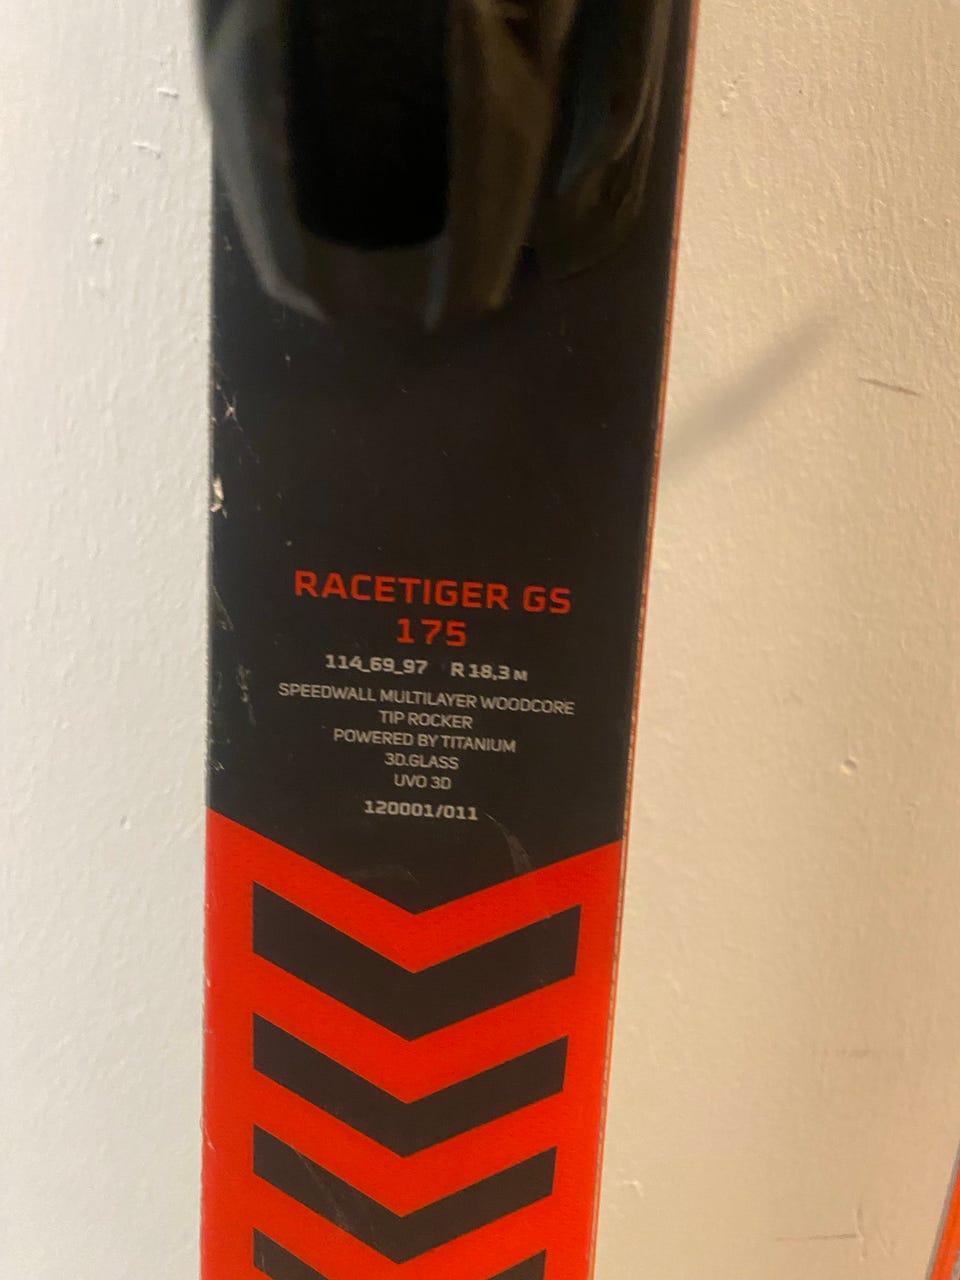 RACETIGER GS
175
114_69_97 R 18,3 M
SPEEDWALL MULTILAYER WOODCORE
TIP ROCKER
POWERED BY TITANIUM
3D.GLASS
UVO 3D
120001/011